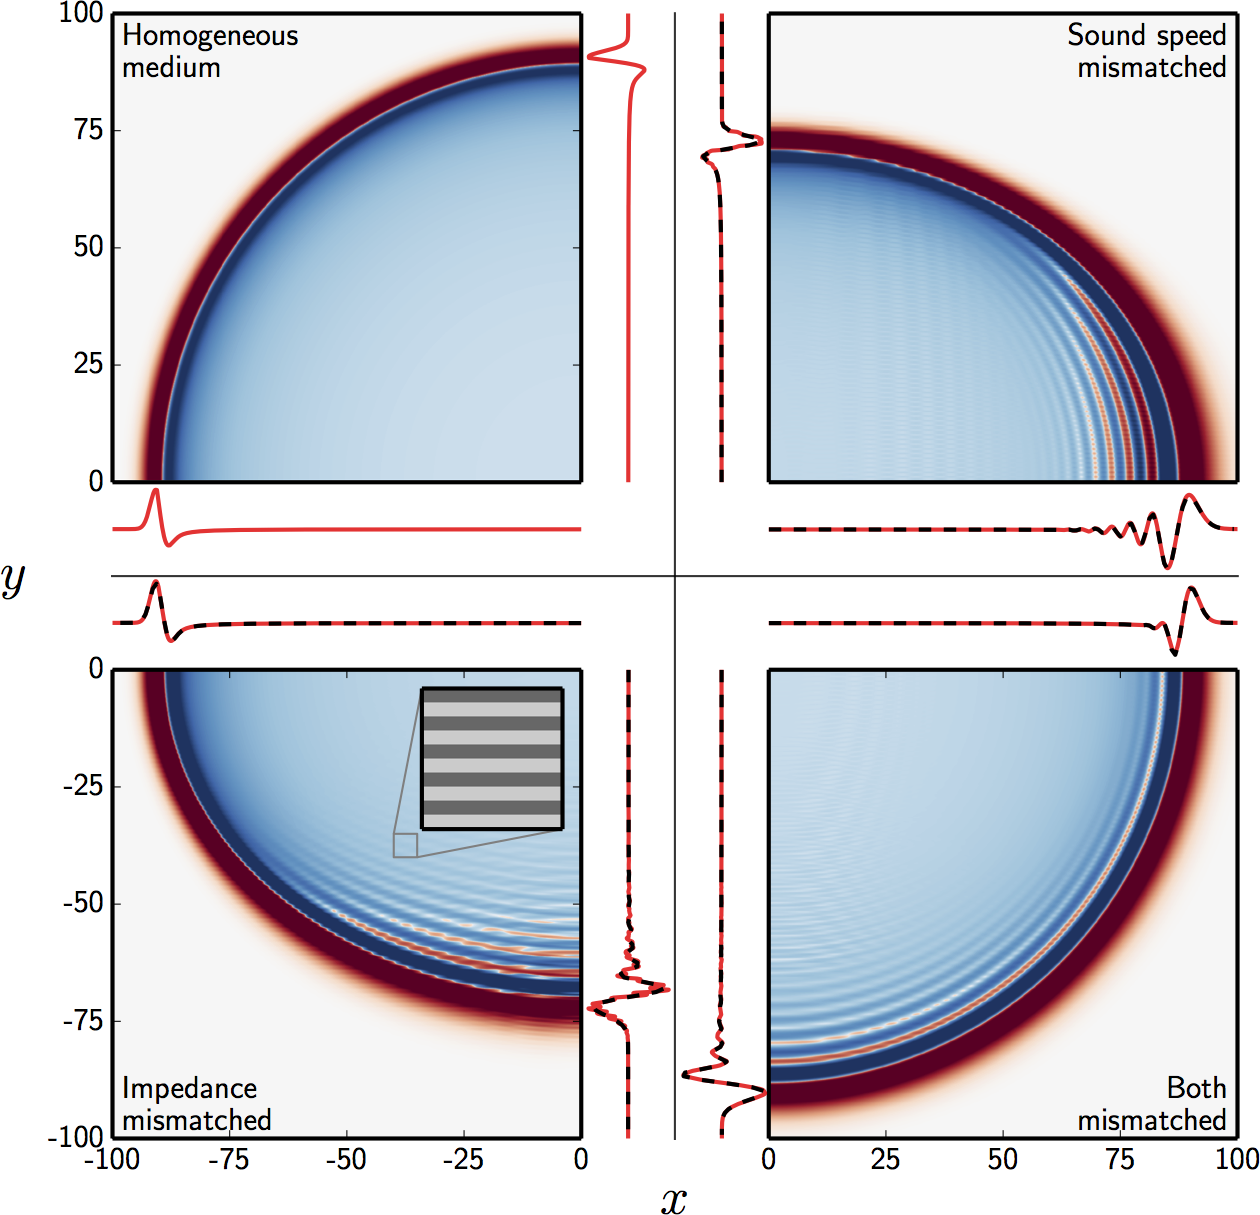 100
75
50
25
0
Homogeneous
medium
Sound speed
mismatched
y
0
-25
-50
-75
-100
Impedance
mismatched
Both
mismatched
-100 -75 -50 -25 0
0 25 50 75 100
x